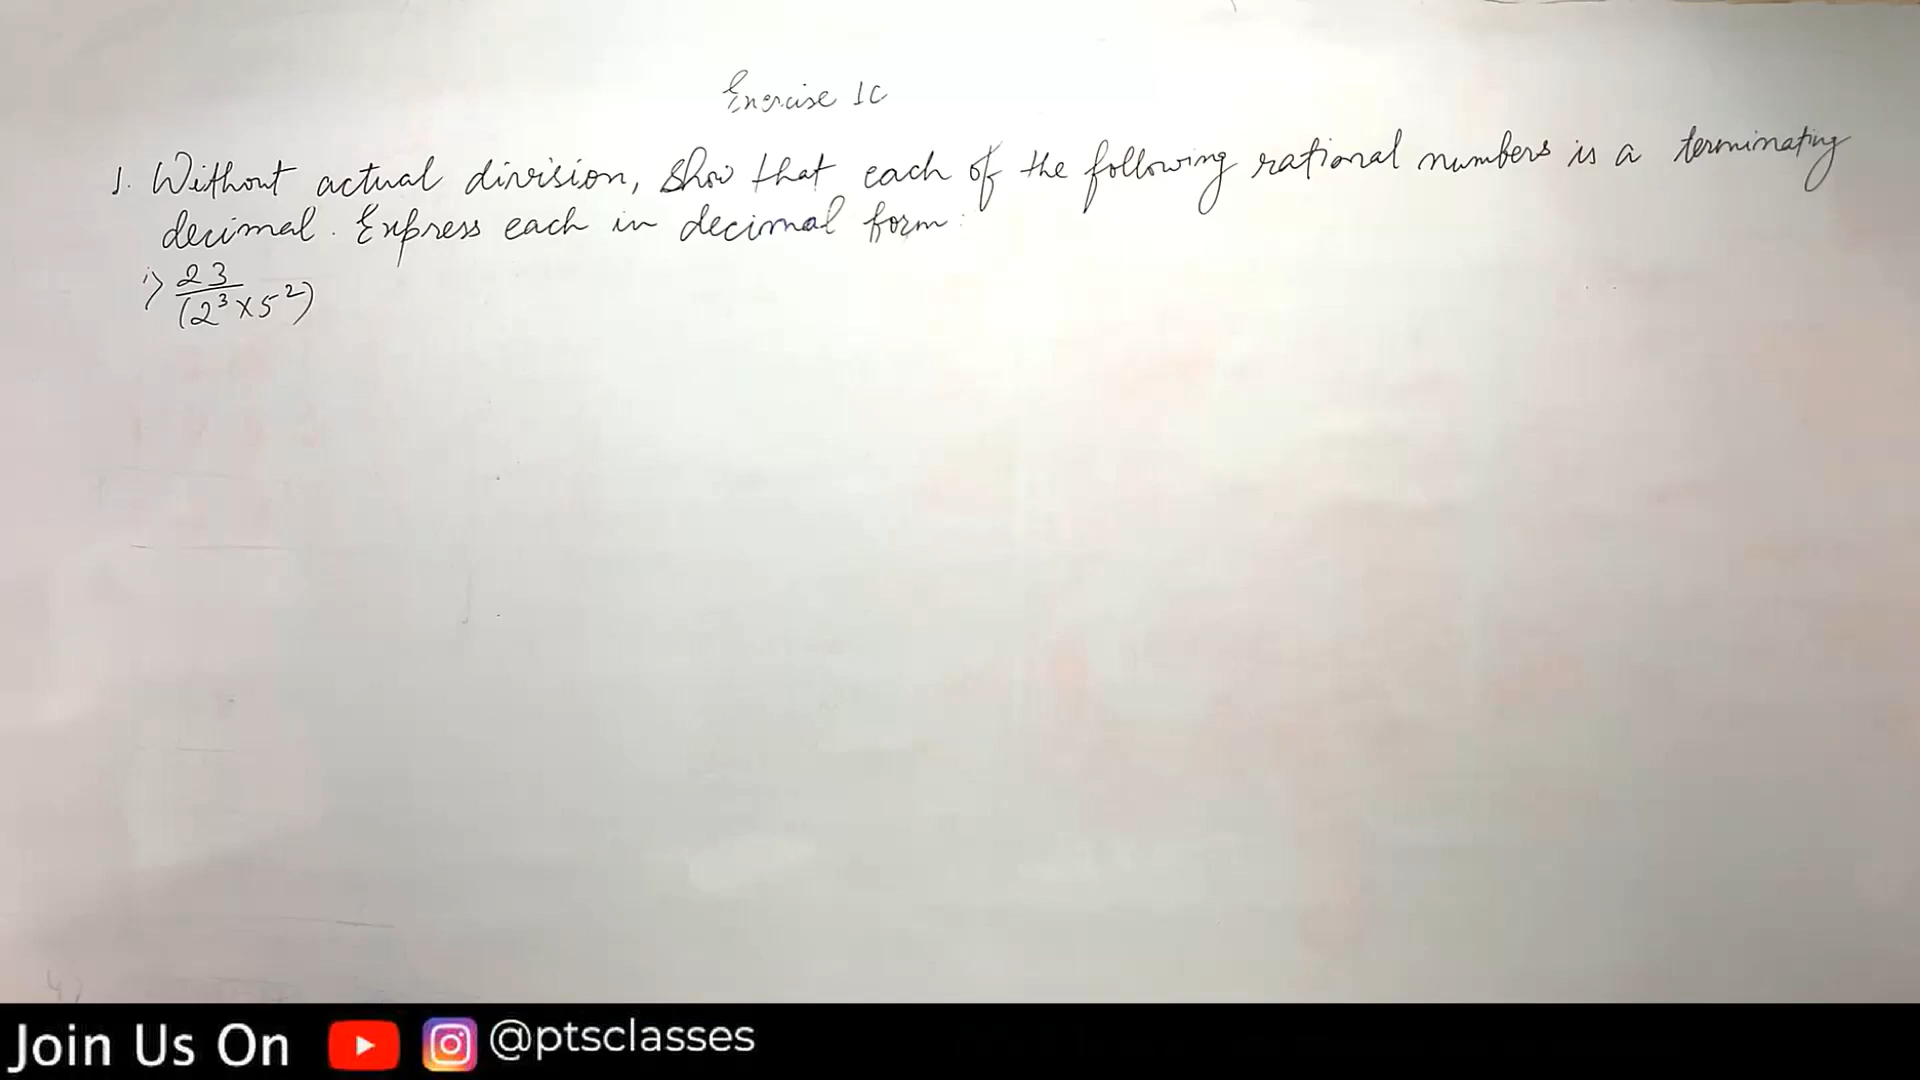 Exercise 1C
1. Without actual division, Show that each of the following rational numbers is a terminating
decimal. Express each in decimal form:
i) 23
(2³ × 5²)
Join Us On @ptsclasses